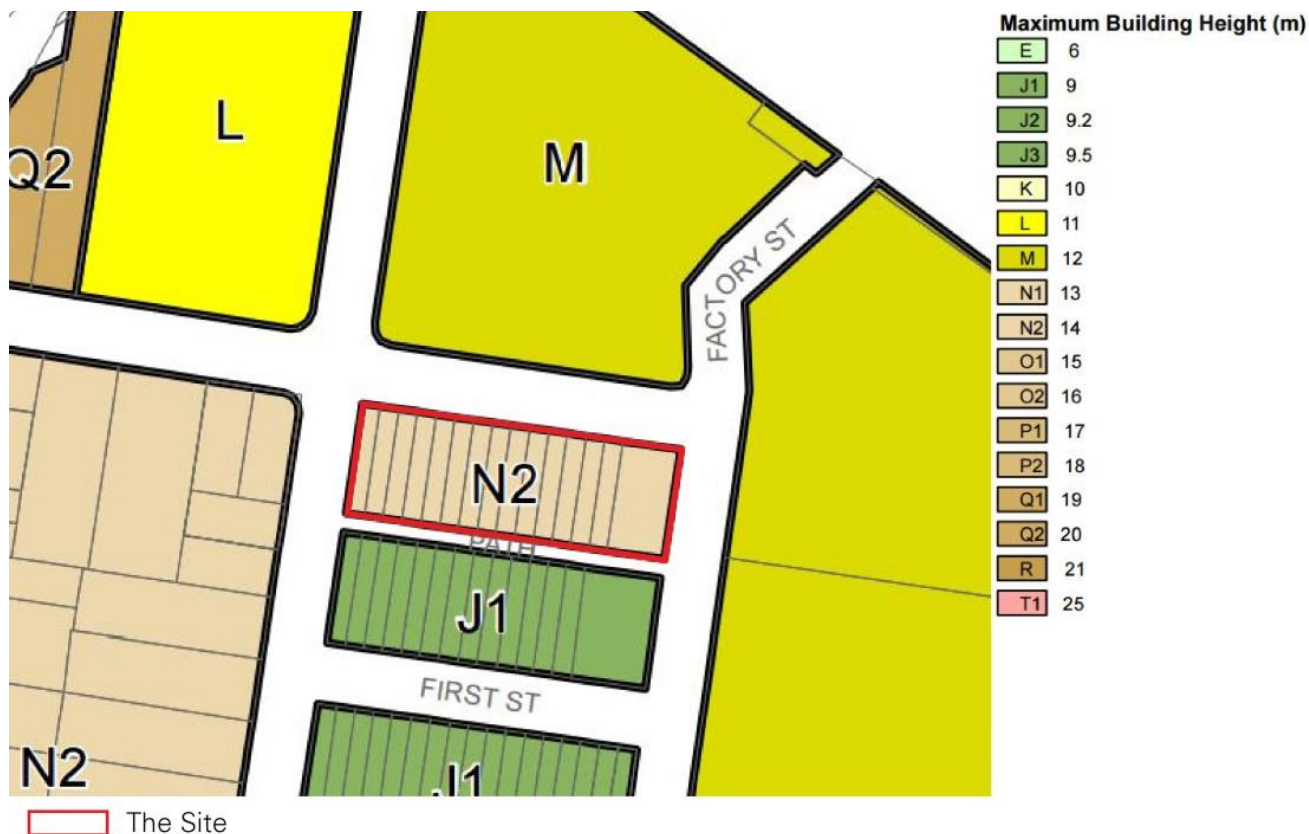 Maximum Building Height (m)
E 6
J1 9
J2 9.2
J3 9.5
K 10
L 11
M 12
N1 13
N2 14
O1 15
O2 16
P1 17
P2 18
Q1 19
Q2 20
R 21
T1 25
L
M
Q2
FACTORY ST
N2
PATH
J1
FIRST ST
N2
J1
The Site